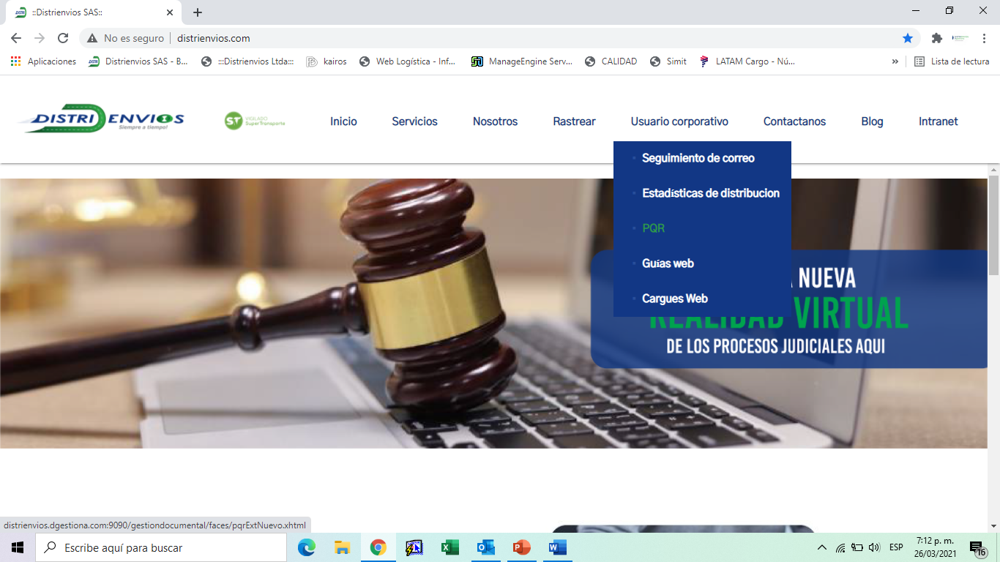 ::Distrienvios SAS::
No es seguro
distrienvios.com
Aplicaciones
Distrienvios SAS - B...
:::Distrienvios Ltda:::
kairos
Web Logística - Inf...
ManageEngine Serv...
CALIDAD
Simit
LATAM Cargo - Nú...
»
Lista de lectura
DISTRIENVIOS
Siempre a tiempo!
ST
VIGILADO
SuperTransporte
Inicio
Servicios
Nosotros
Rastrear
Usuario corporativo
Contactanos
Blog
Intranet
Seguimiento de correo
Estadísticas de distribucion
PQR
Guías web
Cargues Web
NUEVA
REALIDAD VIRTUAL
DE LOS PROCESOS JUDICIALES AQUI
distrienvios.dgestiona.com:9090/gestiondocumental/faces/pqrExtNuevo.xhtml
Escribe aquí para buscar
ESP
7:12 p. m.
26/03/2021
16